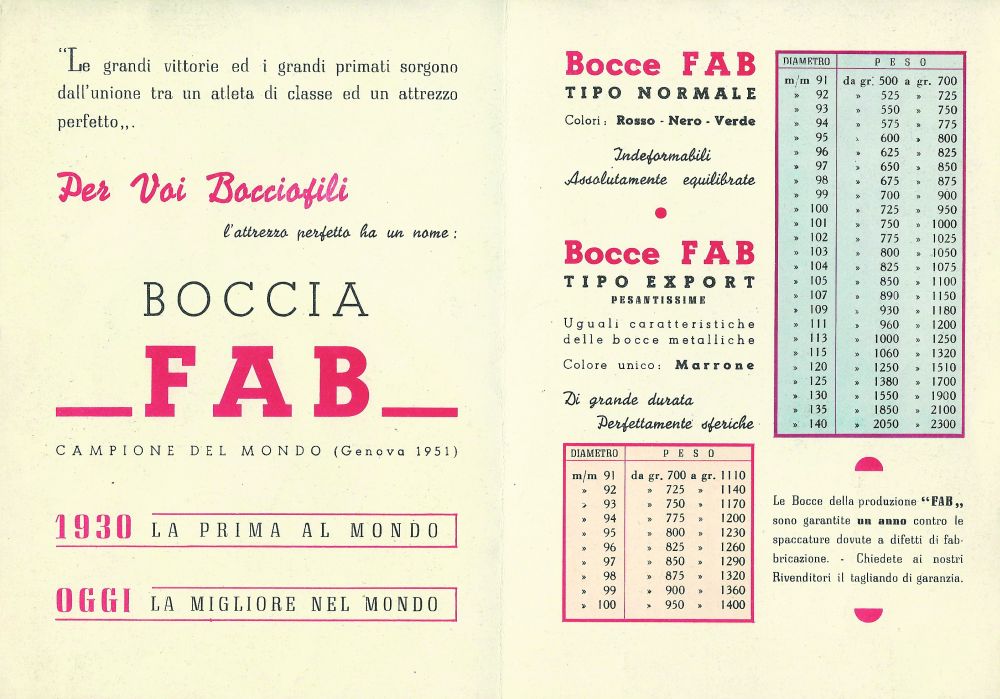 “Le grandi vittorie ed i grandi primati sorgono
dall'unione tra un atleta di classe ed un attrezzo
perfetto„.
Per Voi Bocciofili
l'attrezzo perfetto ha un nome:
BOCCIA
FAB
CAMPIONE DEL MONDO (Genova 1951)
1930 LA PRIMA AL MONDO
OGGI LA MIGLIORE NEL MONDO
Bocce FAB
TIPO NORMALE
Colori: Rosso - Nero - Verde
Indeformabili
Assolutamente equilibrate
Bocce FAB
TIPO EXPORT
PESANTISSIME
Uguali caratteristiche
delle bocce metalliche
Colore unico: Marrone
Di grande durata
Perfettamente sferiche
DIAMETRO PESO
m/m 91 da gr. 700 a gr. 1110
» 92 » 725 » 1140
» 93 » 750 » 1170
» 94 » 775 » 1200
» 95 » 800 » 1230
» 96 » 825 » 1260
» 97 » 850 » 1290
» 98 » 875 » 1320
» 99 » 900 » 1360
» 100 » 950 » 1400
DIAMETRO PESO
m/m 91 da gr. 500 a gr. 700
» 92 » 525 » 725
» 93 » 550 » 750
» 94 » 575 » 775
» 95 » 600 » 800
» 96 » 625 » 825
» 97 » 650 » 850
» 98 » 675 » 875
» 99 » 700 » 900
» 100 » 725 » 950
» 101 » 750 » 1000
» 102 » 775 » 1025
» 103 » 800 » 1050
» 104 » 825 » 1075
» 105 » 850 » 1100
» 107 » 890 » 1150
» 109 » 930 » 1180
» 111 » 960 » 1200
» 113 » 1000 » 1250
» 115 » 1060 » 1320
» 120 » 1250 » 1510
» 125 » 1380 » 1700
» 130 » 1550 » 1900
» 135 » 1850 » 2100
» 140 » 2050 » 2300
Le Bocce della produzione “FAB„
sono garantite un anno contro le
spaccature dovute a difetti di fab-
bricazione. - Chiedete ai nostri
Rivenditori il tagliando di garanzia.